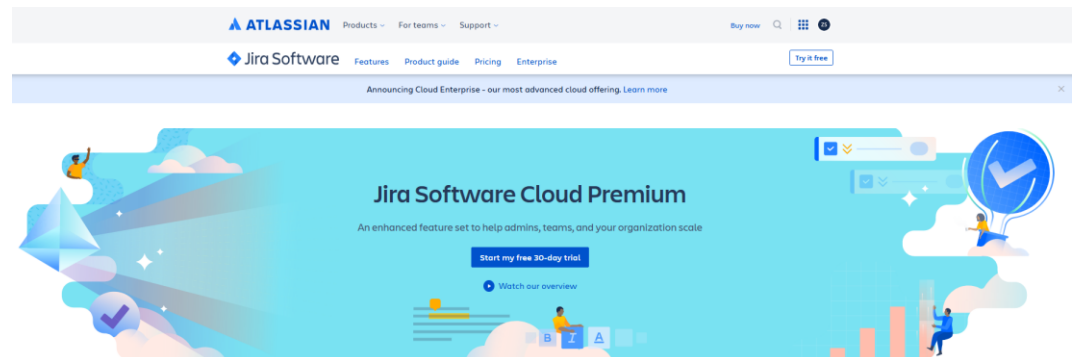 ATLASSIAN Products For teams Support Buy now ZS
Jira Software Features Product guide Pricing Enterprise Try it free
Announcing Cloud Enterprise - our most advanced cloud offering. Learn more
Jira Software Cloud Premium
An enhanced feature set to help admins, teams, and your organization scale
Start my free 30-day trial
Watch our overview
B I A